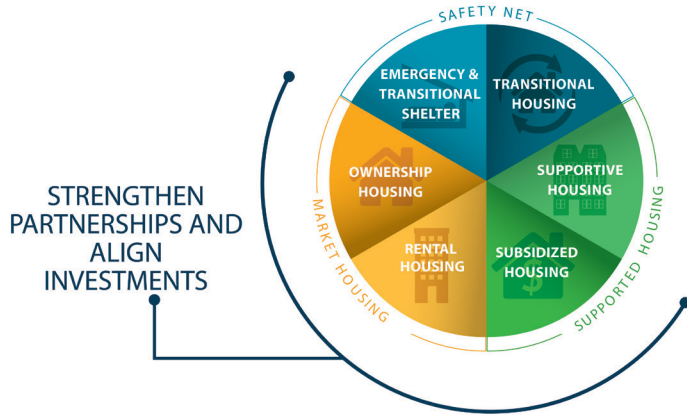 SAFETY NET
EMERGENCY &
TRANSITIONAL
SHELTER
TRANSITIONAL
HOUSING
OWNERSHIP
HOUSING
SUPPORTIVE
HOUSING
RENTAL
HOUSING
SUBSIDIZED
HOUSING
$
MARKET HOUSING
SUPPORTED HOUSING
STRENGTHEN
PARTNERSHIPS AND
ALIGN
INVESTMENTS